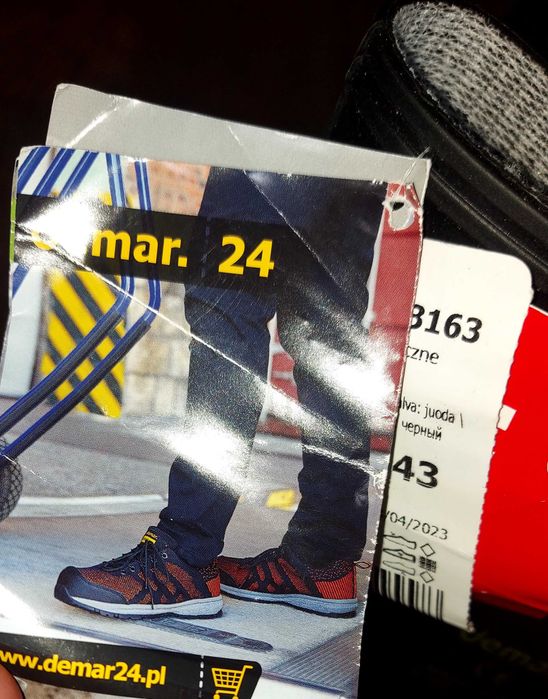 mar. 24
3163
czne
lva: juoda \
черный
43
/04/2023
www.demar24.pl